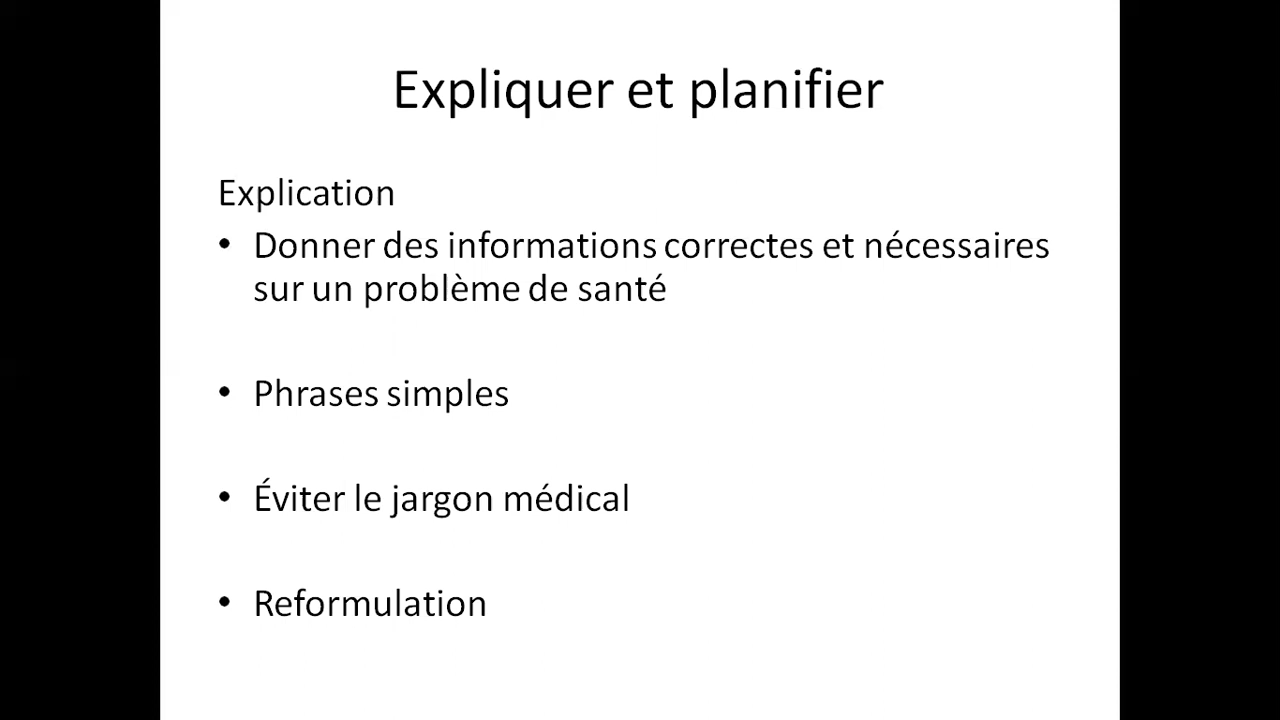 Expliquer et planifier
Explication
• Donner des informations correctes et nécessaires
sur un problème de santé
• Phrases simples
• Éviter le jargon médical
• Reformulation